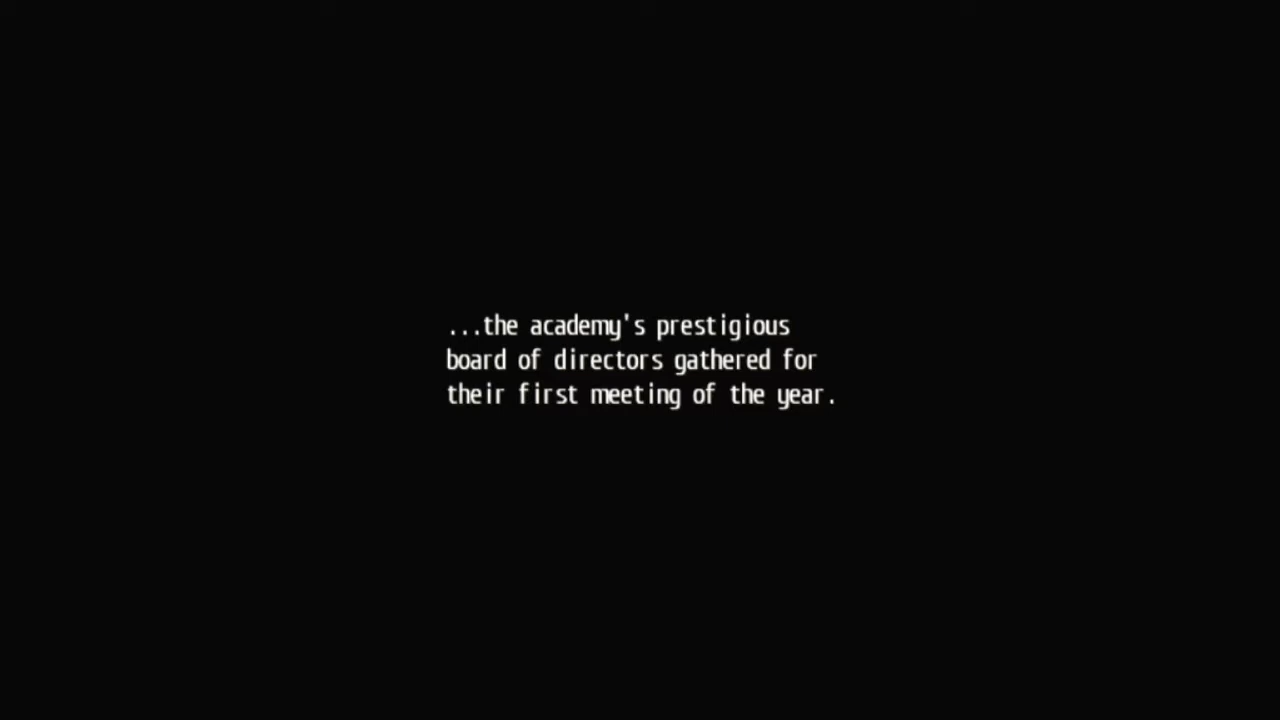 ...the academy's prestigious
board of directors gathered for
their first meeting of the year.